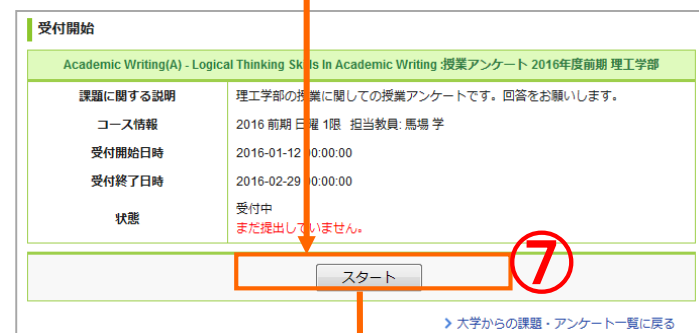 受付開始
Academic Writing(A) - Logical Thinking Skills In Academic Writing :授業アンケート 2016年度前期 理工学部
課題に関する説明 理工学部の授業に関しての授業アンケートです。回答をお願いします。
コース情報 2016 前期 日曜 1限 担当教員: 馬場 学
受付開始日時 2016-01-12 00:00:00
受付終了日時 2016-02-29 00:00:00
状態 受付中
まだ提出していません。
スタート
⑦
> 大学からの課題・アンケート一覧に戻る